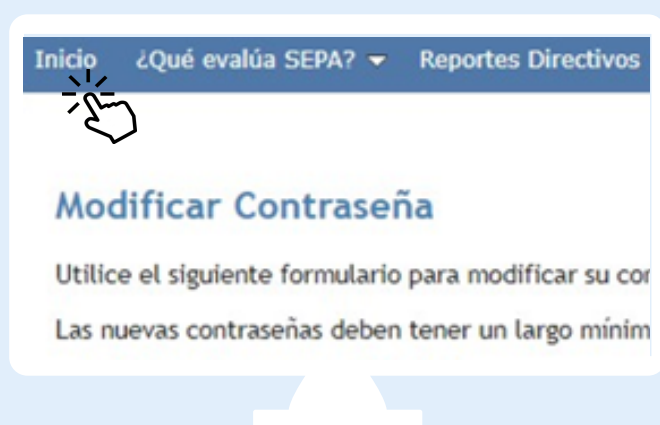 Inicio ¿Qué evalúa SEPA? Reportes Directivos
Modificar Contraseña
Utilice el siguiente formulario para modificar su
Las nuevas contraseñas deben tener un largo